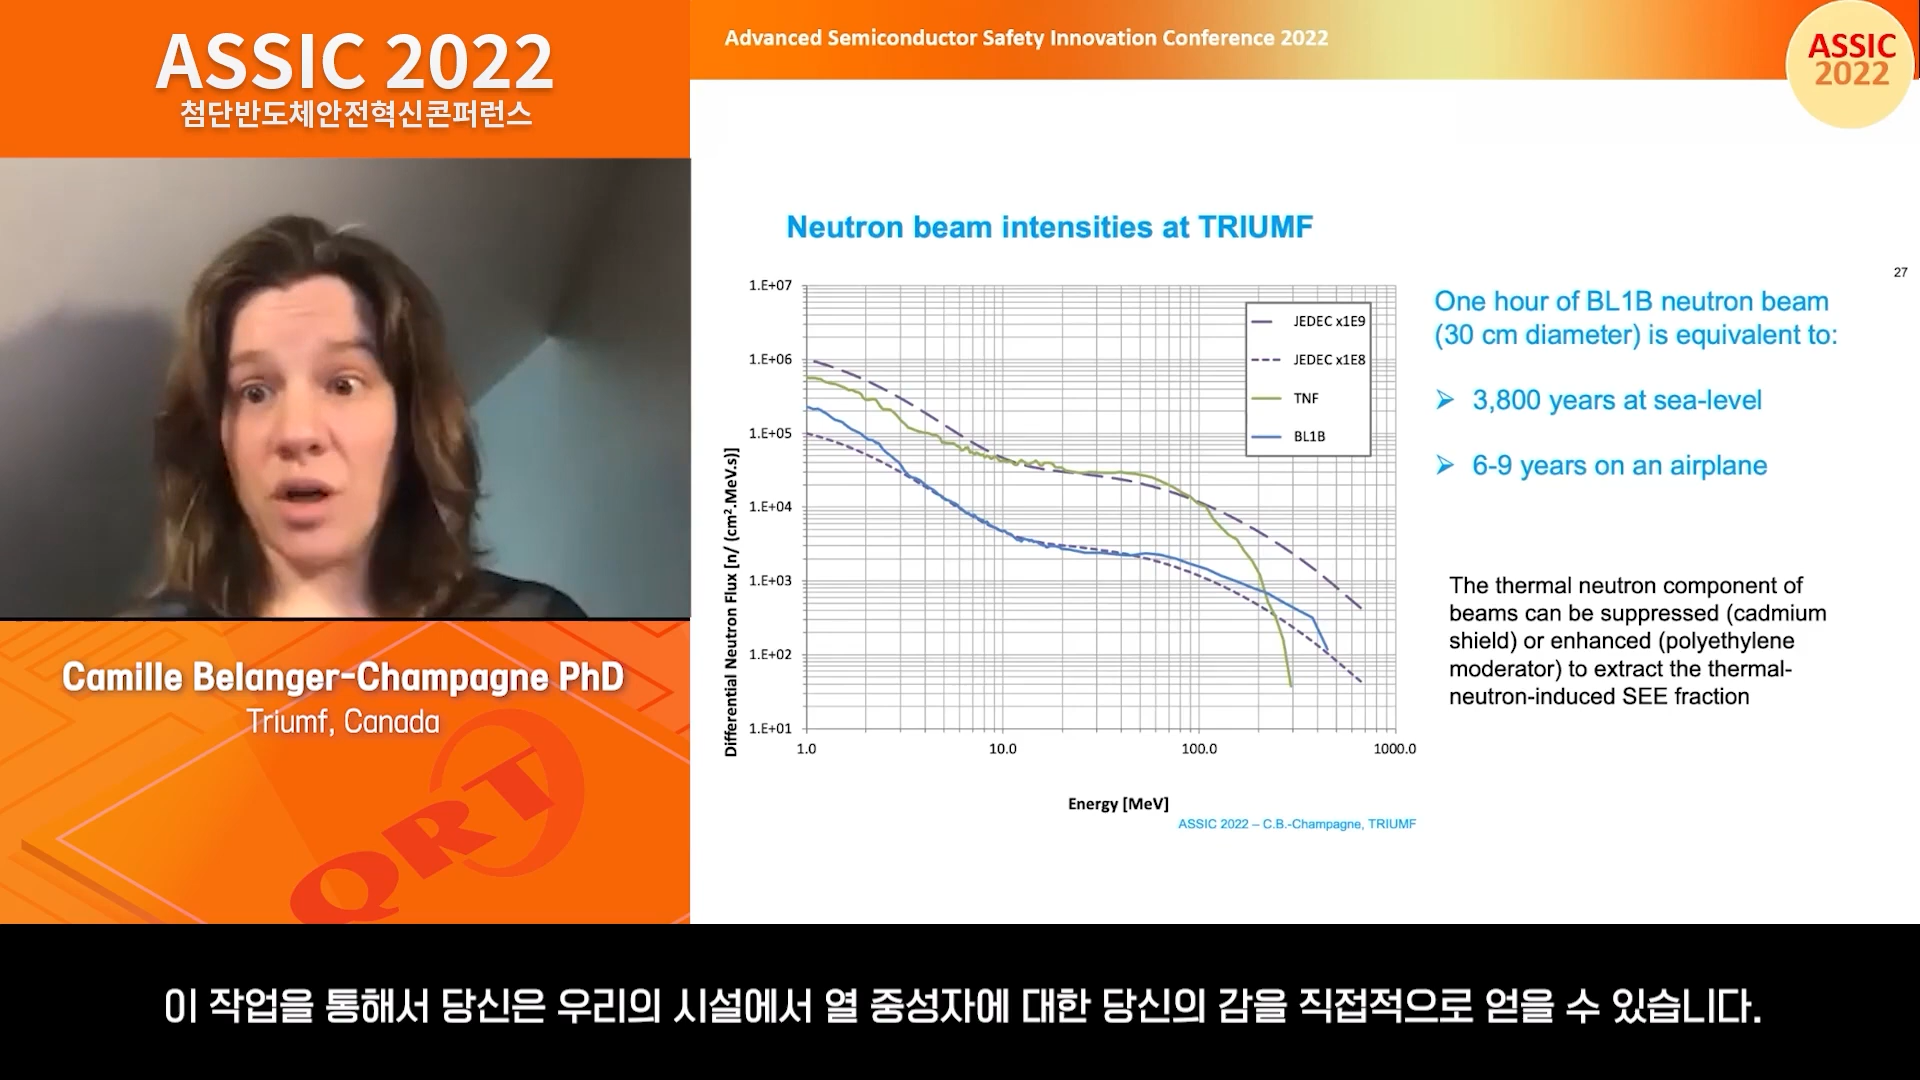 ASSIC 2022
첨단반도체안전혁신콘퍼런스
Camille Belanger-Champagne PhD
Triumf, Canada
QRT
Advanced Semiconductor Safety Innovation Conference 2022
ASSIC
2022
Neutron beam intensities at TRIUMF
27
1.E+07
1.E+06
1.E+05
1.E+04
1.E+03
1.E+02
1.E+01
Differential Neutron Flux [n/ (cm².MeV.s)]
1.0
10.0
100.0
1000.0
Energy [MeV]
JEDEC x1E9
JEDEC x1E8
TNF
BL1B
ASSIC 2022 – C.B.-Champagne, TRIUMF
One hour of BL1B neutron beam
(30 cm diameter) is equivalent to:
➢ 3,800 years at sea-level
➢ 6-9 years on an airplane
The thermal neutron component of
beams can be suppressed (cadmium
shield) or enhanced (polyethylene
moderator) to extract the thermal-
neutron-induced SEE fraction
이 작업을 통해서 당신은 우리의 시설에서 열 중성자에 대한 당신의 감을 직접적으로 얻을 수 있습니다.